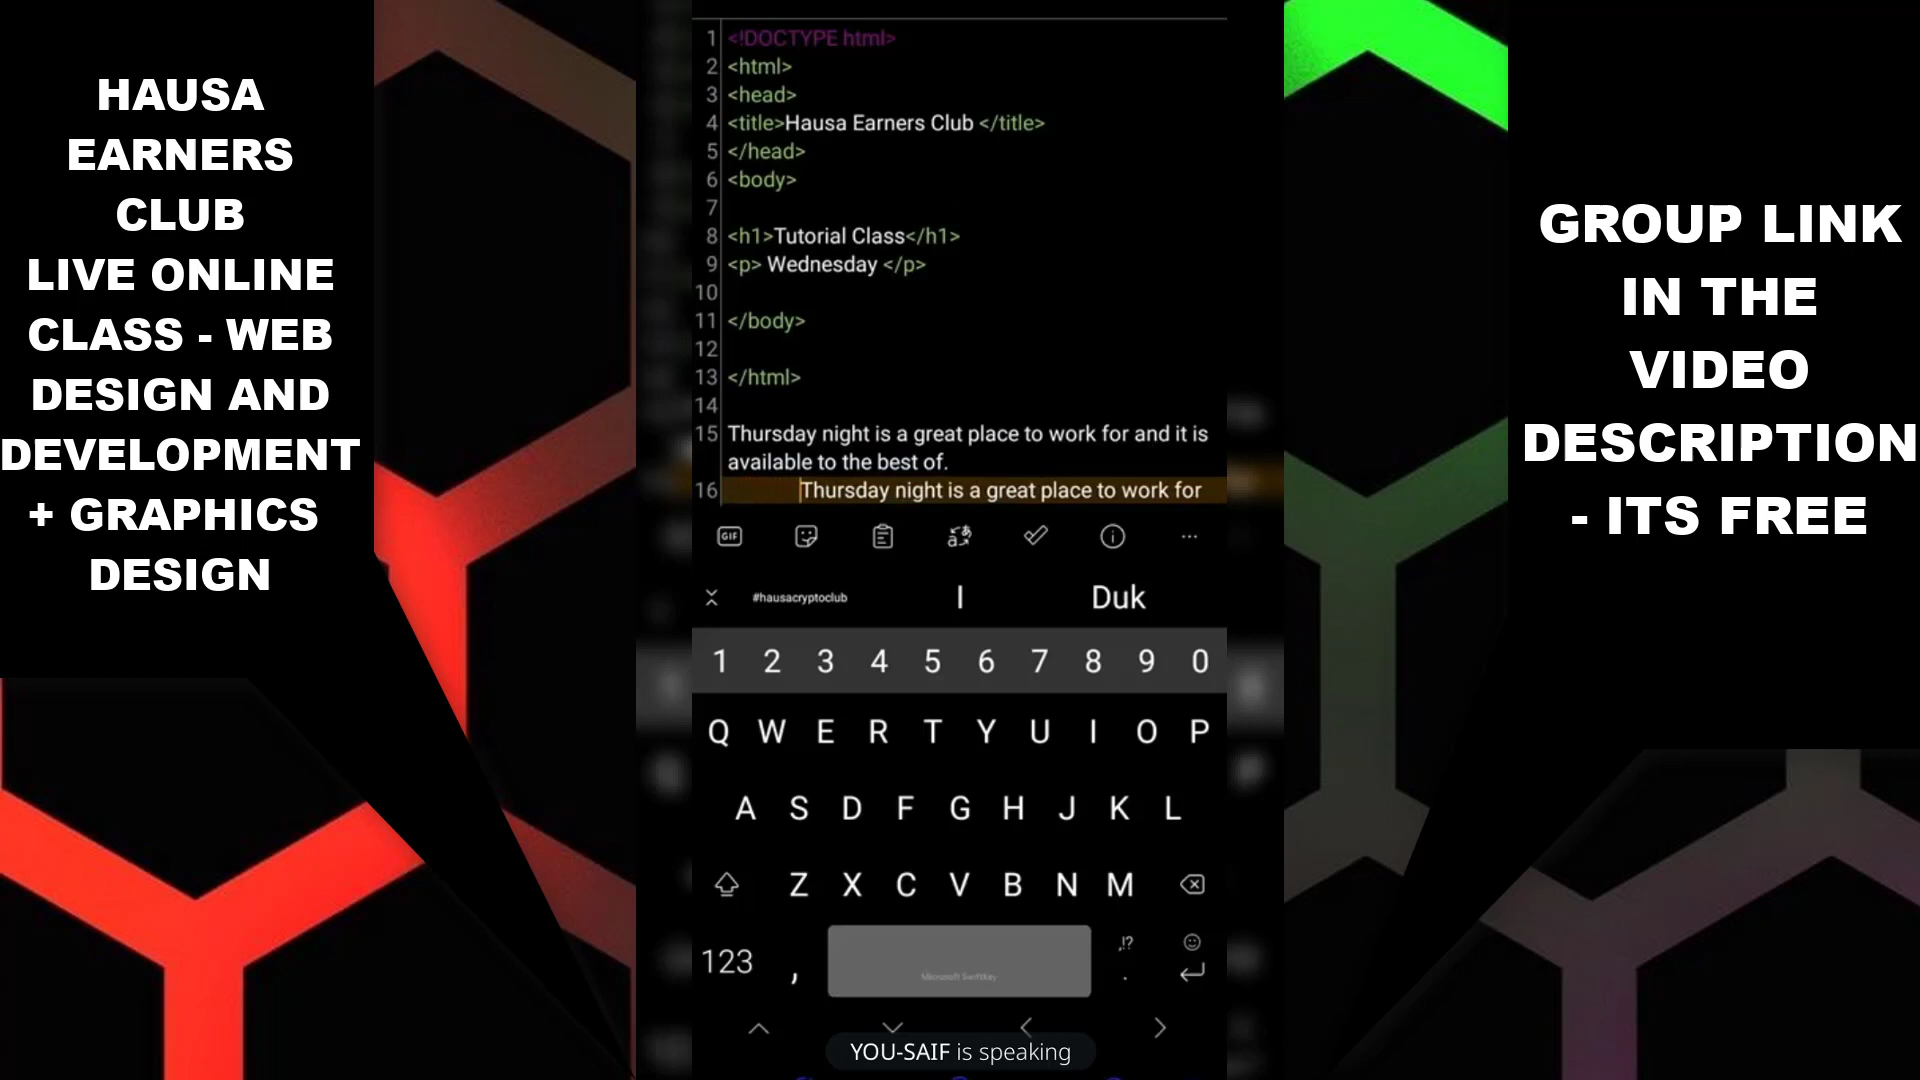 HAUSA
EARNERS
CLUB
LIVE ONLINE
CLASS - WEB
DESIGN AND
DEVELOPMENT
+ GRAPHICS
DESIGN
1 <!DOCTYPE html>
2 <html>
3 <head>
4 <title>Hausa Earners Club </title>
5 </head>
6 <body>
7
8 <h1>Tutorial Class</h1>
9 <p> Wednesday </p>
10
11 </body>
12
13 </html>
14
15 Thursday night is a great place to work for and it is
available to the best of.
16 Thursday night is a great place to work for
GIF
#hausacryptoclub I Duk
1 2 3 4 5 6 7 8 9 0
Q W E R T Y U I O P
A S D F G H J K L
Z X C V B N M
123 , Microsoft SwiftKey ,!? .
YOU-SAIF is speaking
GROUP LINK
IN THE
VIDEO
DESCRIPTION
- ITS FREE